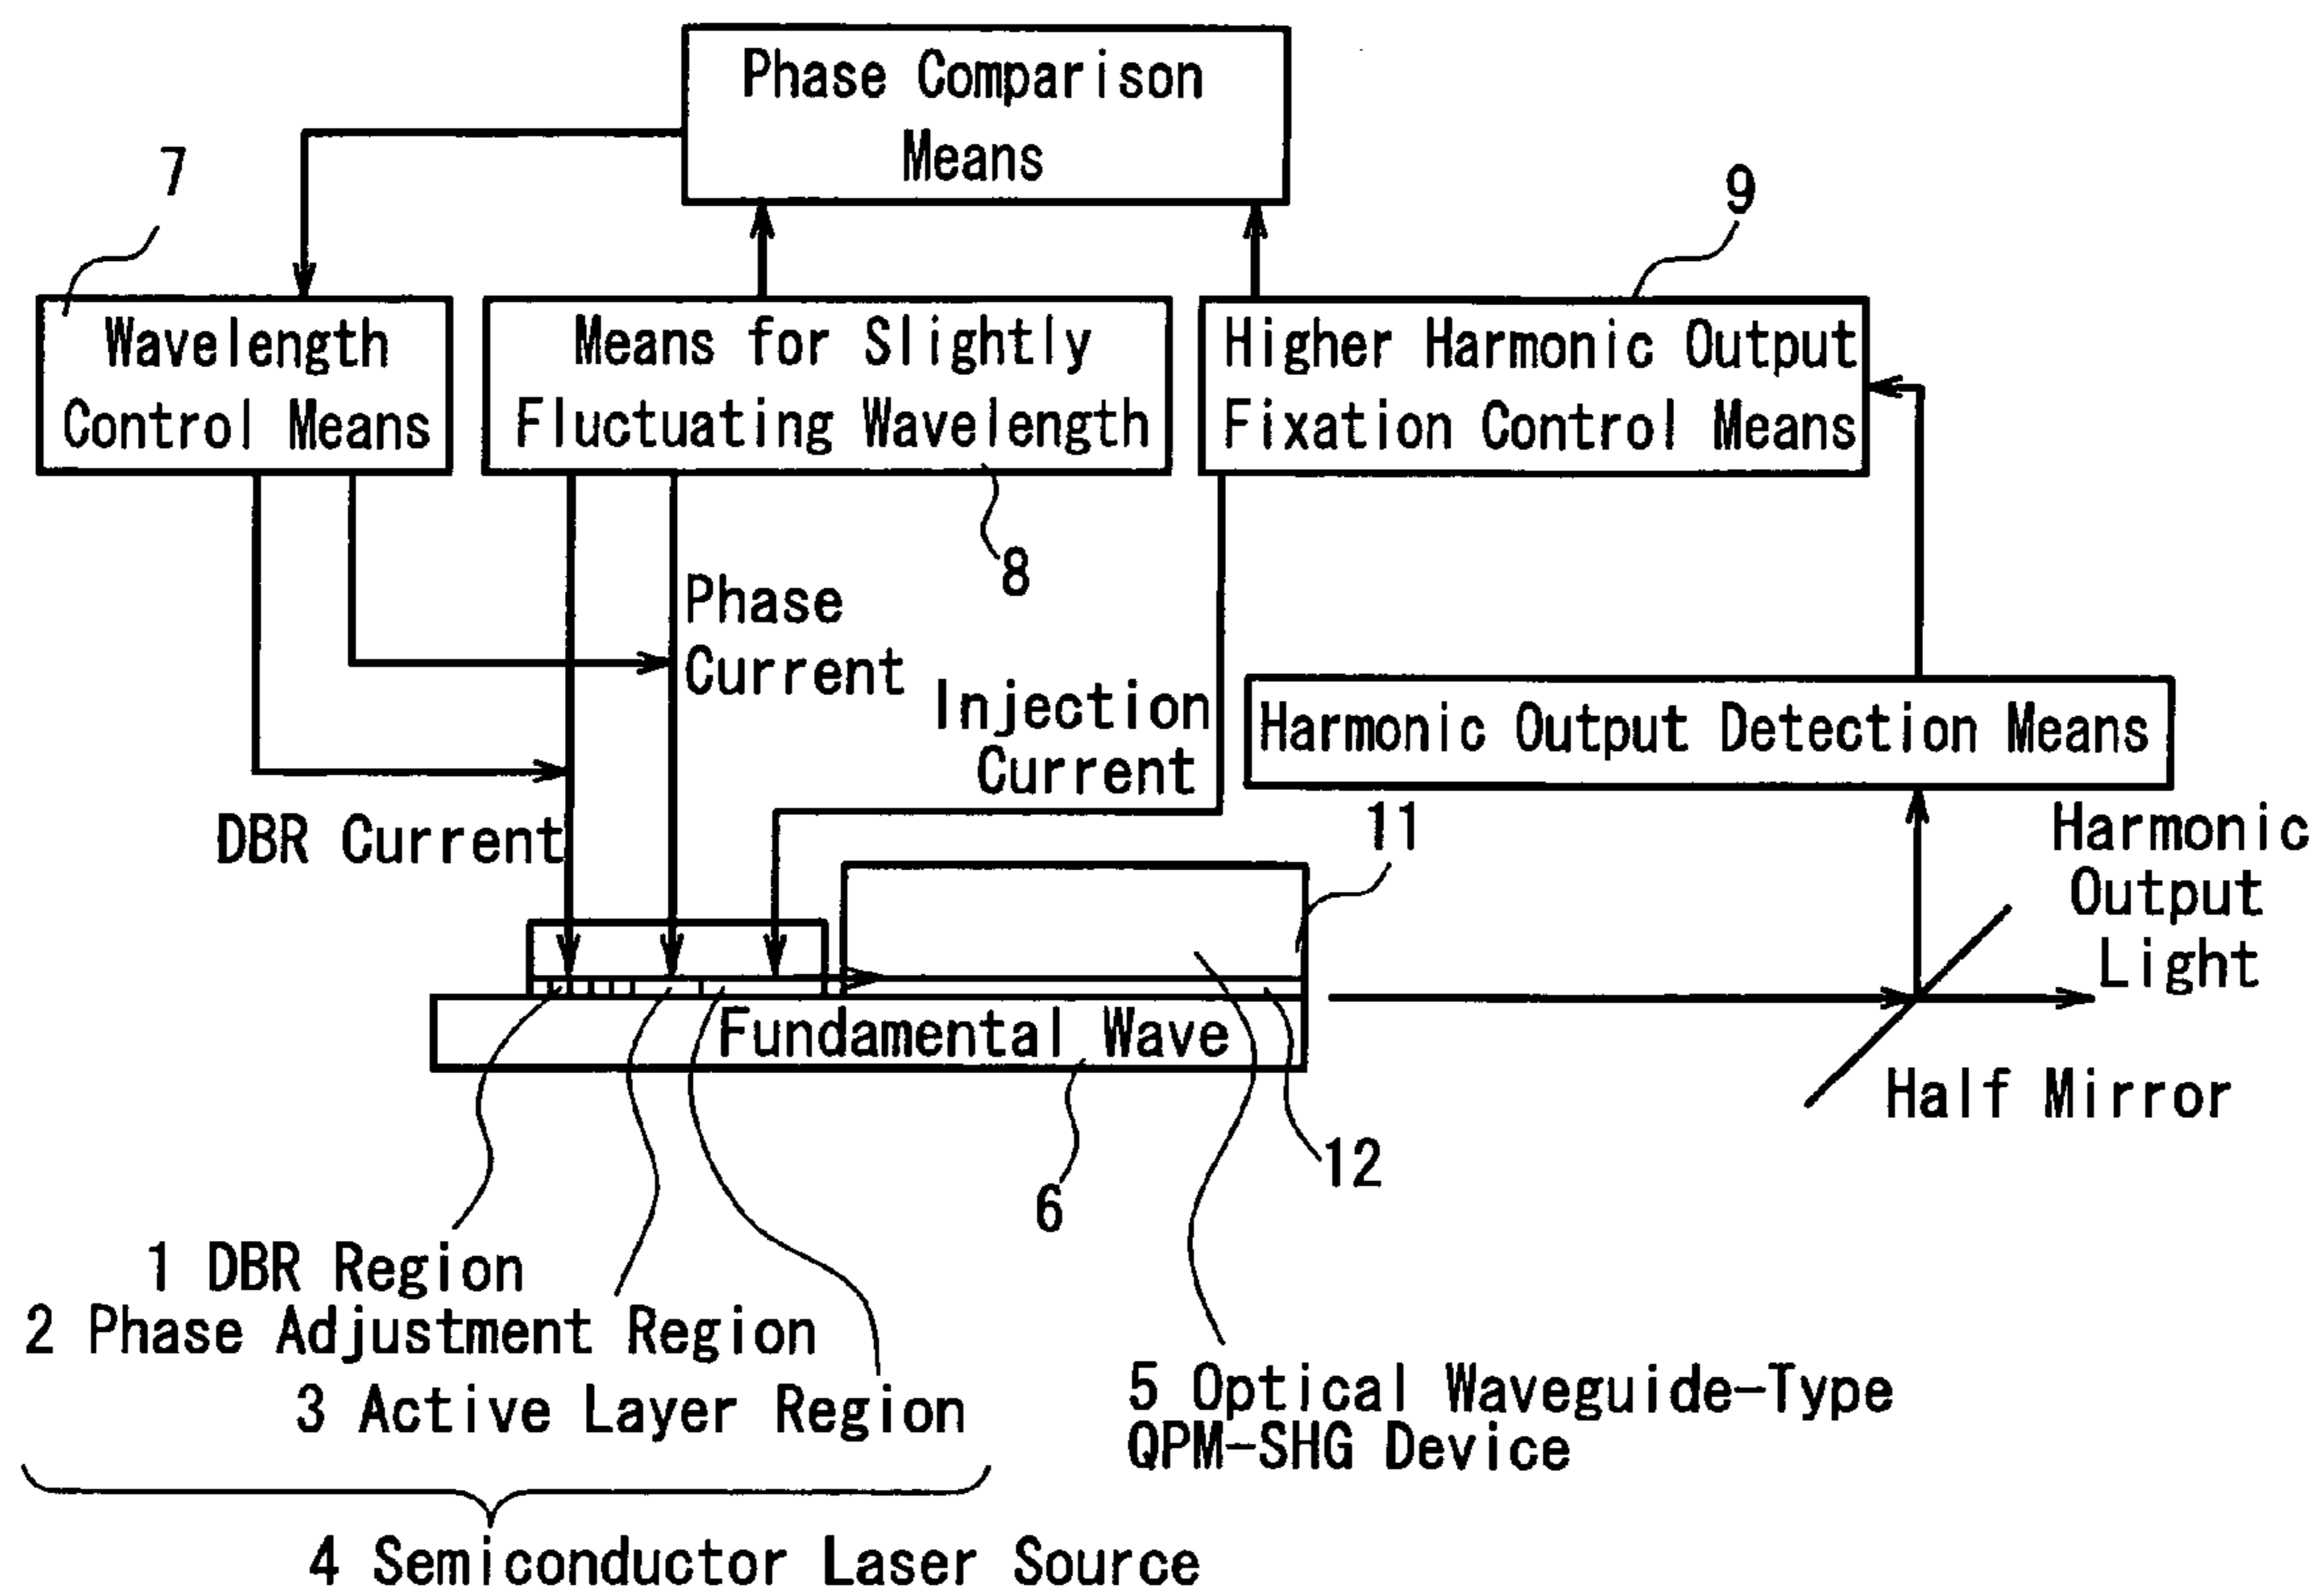 Phase Comparison
Means
7
9
Wavelength
Control Means
Means for Slightly
Fluctuating Wavelength
Higher Harmonic Output
Fixation Control Means
8
Phase
Current
Injection
Current
Harmonic Output Detection Means
DBR Current
11
Harmonic
Output
Light
Fundamental Wave
Half Mirror
12
6
1 DBR Region
2 Phase Adjustment Region
3 Active Layer Region
5 Optical Waveguide-Type
QPM-SHG Device
4 Semiconductor Laser Source